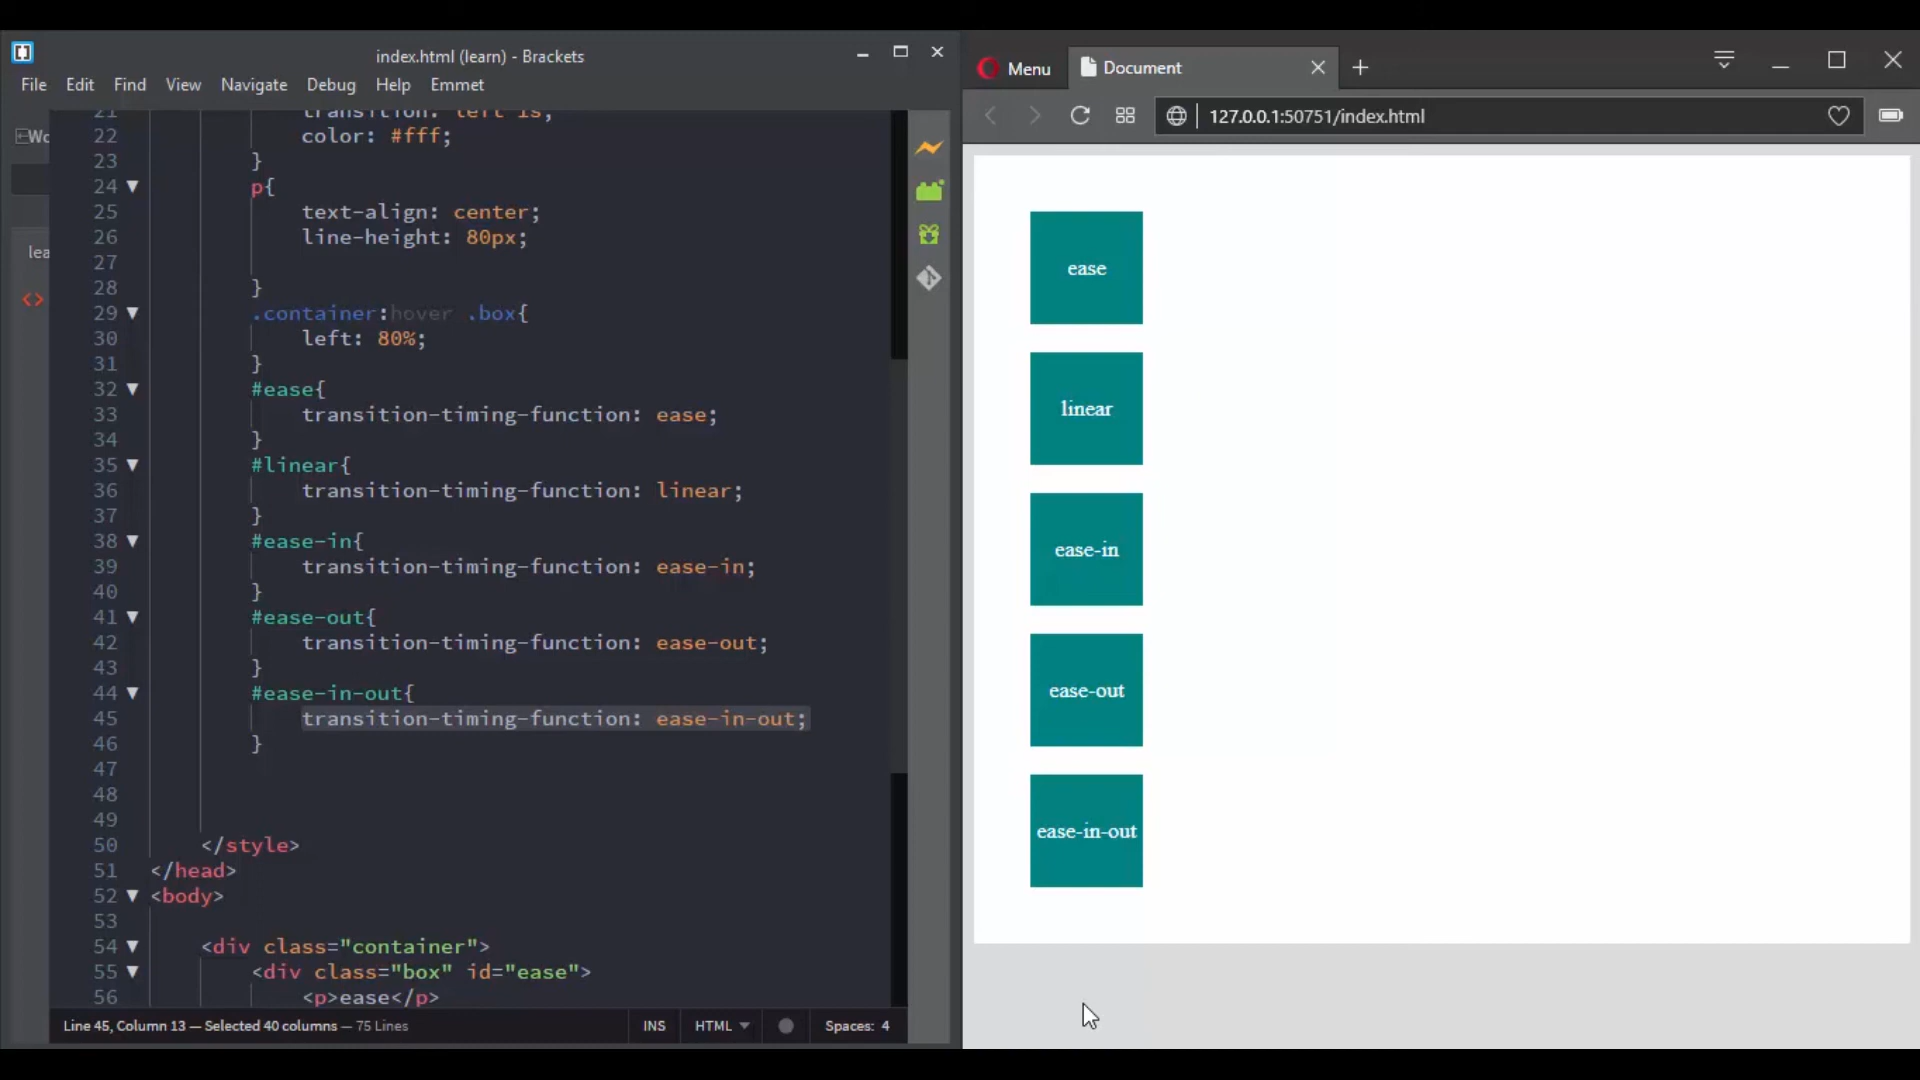 index.html (learn) - Brackets
File Edit Find View Navigate Debug Help Emmet
21 transition: left 1s;
22 color: #fff;
23 }
24 p{
25 text-align: center;
26 line-height: 80px;
27
28 }
29 .container:hover .box{
30 left: 80%;
31 }
32 #ease{
33 transition-timing-function: ease;
34 }
35 #linear{
36 transition-timing-function: linear;
37 }
38 #ease-in{
39 transition-timing-function: ease-in;
40 }
41 #ease-out{
42 transition-timing-function: ease-out;
43 }
44 #ease-in-out{
45 transition-timing-function: ease-in-out;
46 }
47
48
49
50 </style>
51 </head>
52 <body>
53
54 <div class="container">
55 <div class="box" id="ease">
56 <p>ease</p>
Wo
lea
<>
Line 45, Column 13 — Selected 40 columns — 75 Lines
INS HTML Spaces: 4
Menu Document
127.0.0.1:50751/index.html
ease
linear
ease-in
ease-out
ease-in-out